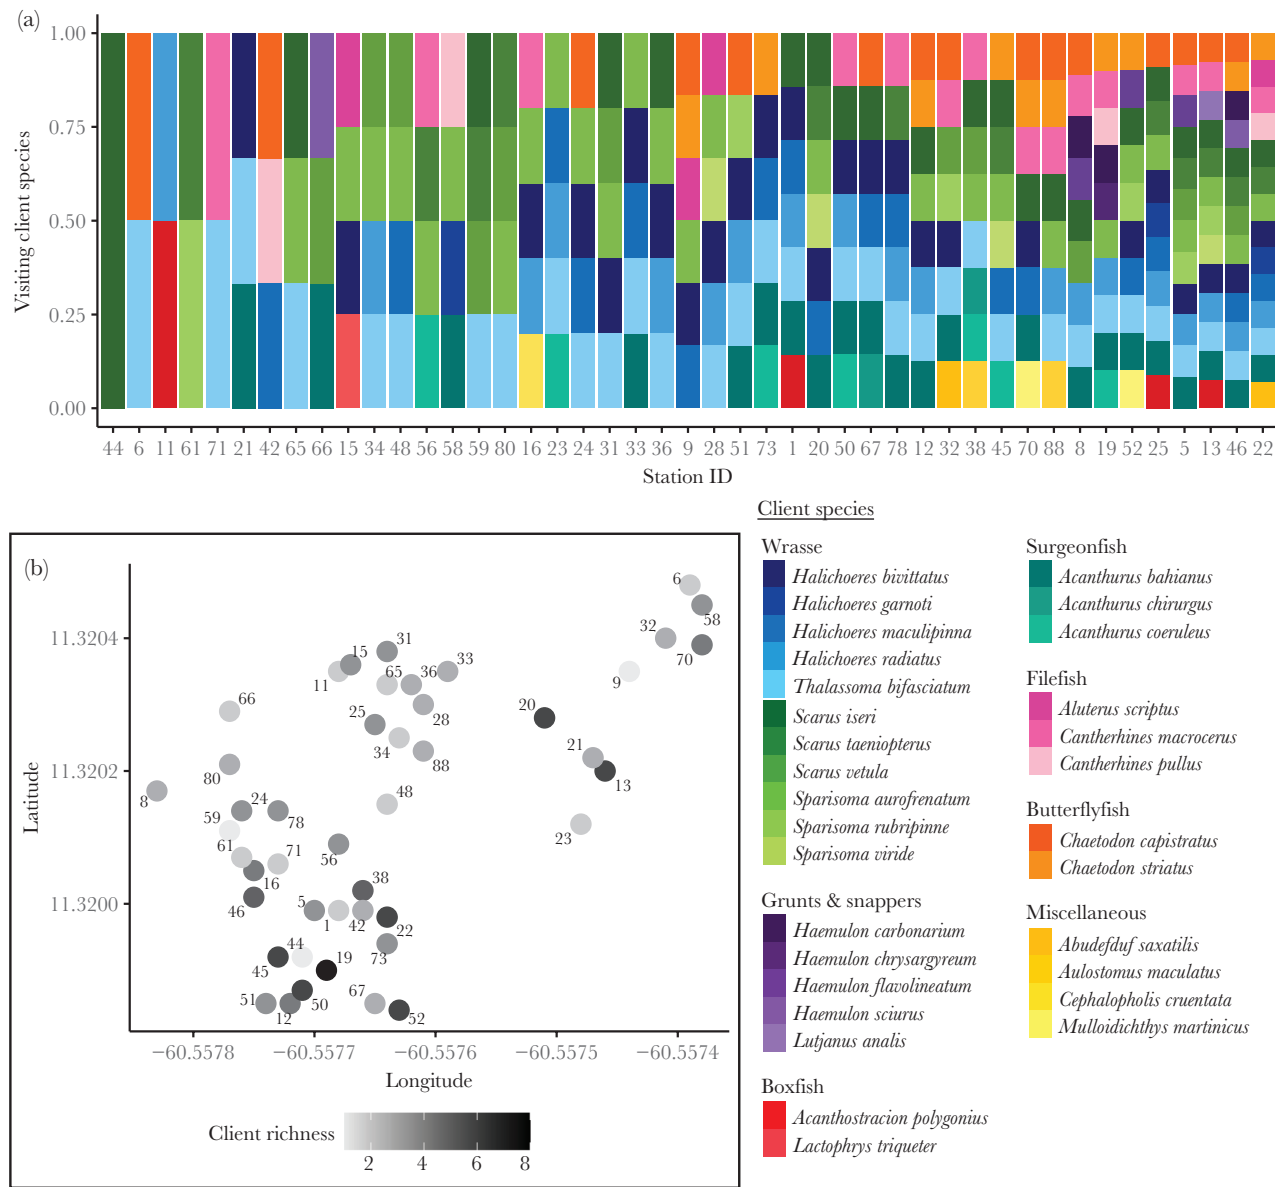 (a)
1.00
0.75
0.50
0.25
0.00
Visiting client species
44 6 11 61 71 21 42 65 66 15 34 48 56 58 59 80 16 23 24 31 33 36 9 28 51 73 1 20 50 67 78 12 32 38 45 70 88 8 19 52 25 5 13 46 22
Station ID
(b)
11.3204
11.3202
11.3200
Latitude
6
58
32
70
9
31
15
65
36
33
11
66
20
25
28
34
21
88
13
80
8
48
24
59
78
23
61
71
56
16
38
46
5
1
42
22
44
19
73
45
51
12
50
67
52
−60.5578 −60.5577 −60.5576 −60.5575 −60.5574
Longitude
Client richness
2 4 6 8
Client species
Wrasse
Halichoeres bivittatus
Halichoeres garnoti
Halichoeres maculipinna
Halichoeres radiatus
Thalassoma bifasciatum
Scarus iseri
Scarus taeniopterus
Scarus vetula
Sparisoma aurofrenatum
Sparisoma rubripinne
Sparisoma viride
Grunts & snappers
Haemulon carbonarium
Haemulon chrysargyreum
Haemulon flavolineatum
Haemulon sciurus
Lutjanus analis
Boxfish
Acanthostracion polygonius
Lactophrys triqueter
Surgeonfish
Acanthurus bahianus
Acanthurus chirurgus
Acanthurus coeruleus
Filefish
Aluterus scriptus
Cantherhines macrocerus
Cantherhines pullus
Butterflyfish
Chaetodon capistratus
Chaetodon striatus
Miscellaneous
Abudefduf saxatilis
Aulostomus maculatus
Cephalopholis cruentata
Mulloidichthys martinicus